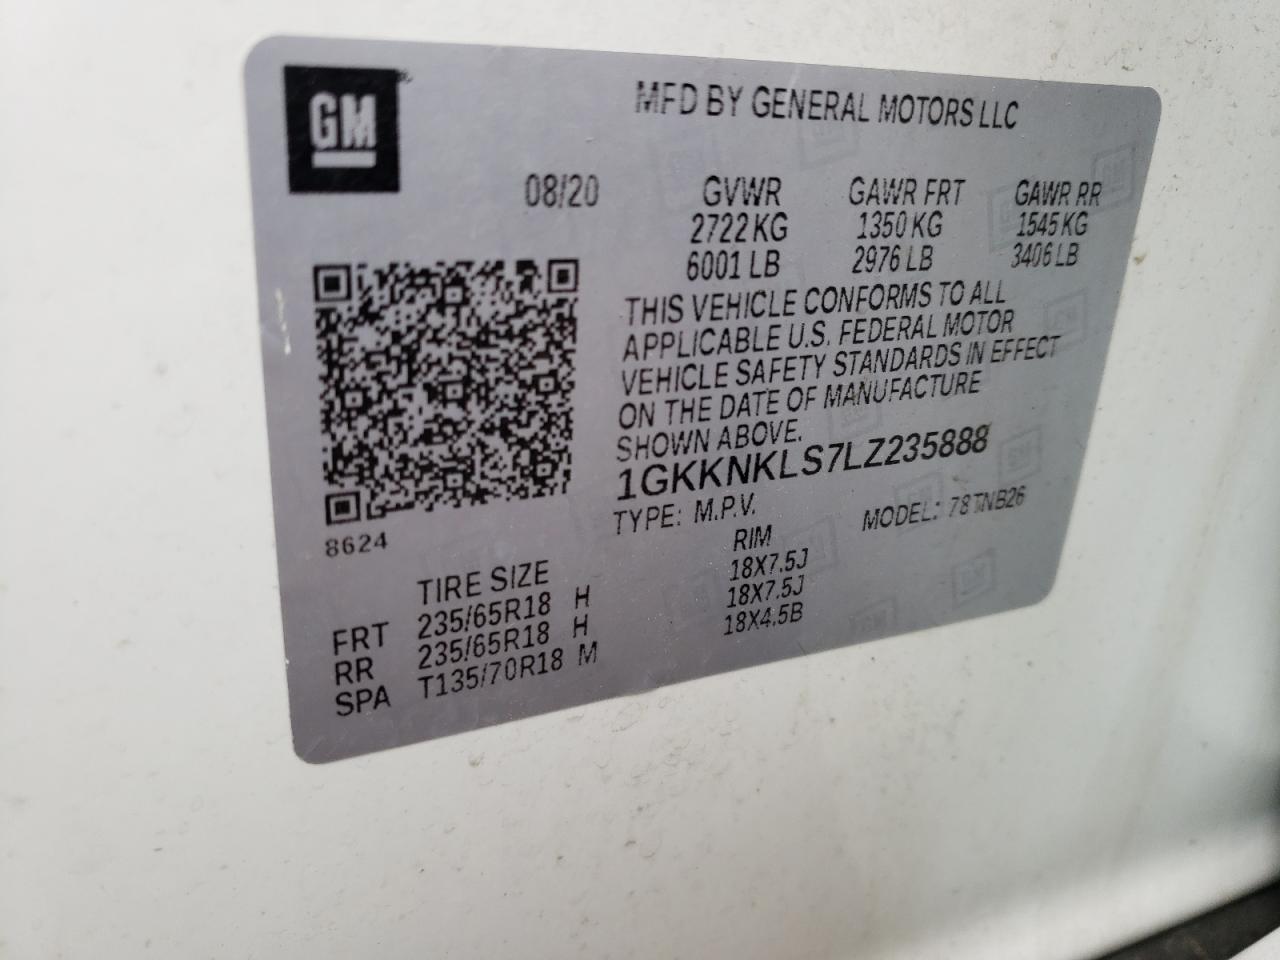 GM
MFD BY GENERAL MOTORS LLC
08/20 GVWR GAWR FRT GAWR RR
2722 KG 1350 KG 1545 KG
6001 LB 2976 LB 3406 LB
THIS VEHICLE CONFORMS TO ALL
APPLICABLE U.S. FEDERAL MOTOR
VEHICLE SAFETY STANDARDS IN EFFECT
ON THE DATE OF MANUFACTURE
SHOWN ABOVE.
1GKKNKLS7LZ235888
TYPE: M.P.V. MODEL: 78TNB26
8624
TIRE SIZE RIM
FRT 235/65R18 H 18X7.5J
RR 235/65R18 H 18X7.5J
SPA T135/70R18 M 18X4.5B